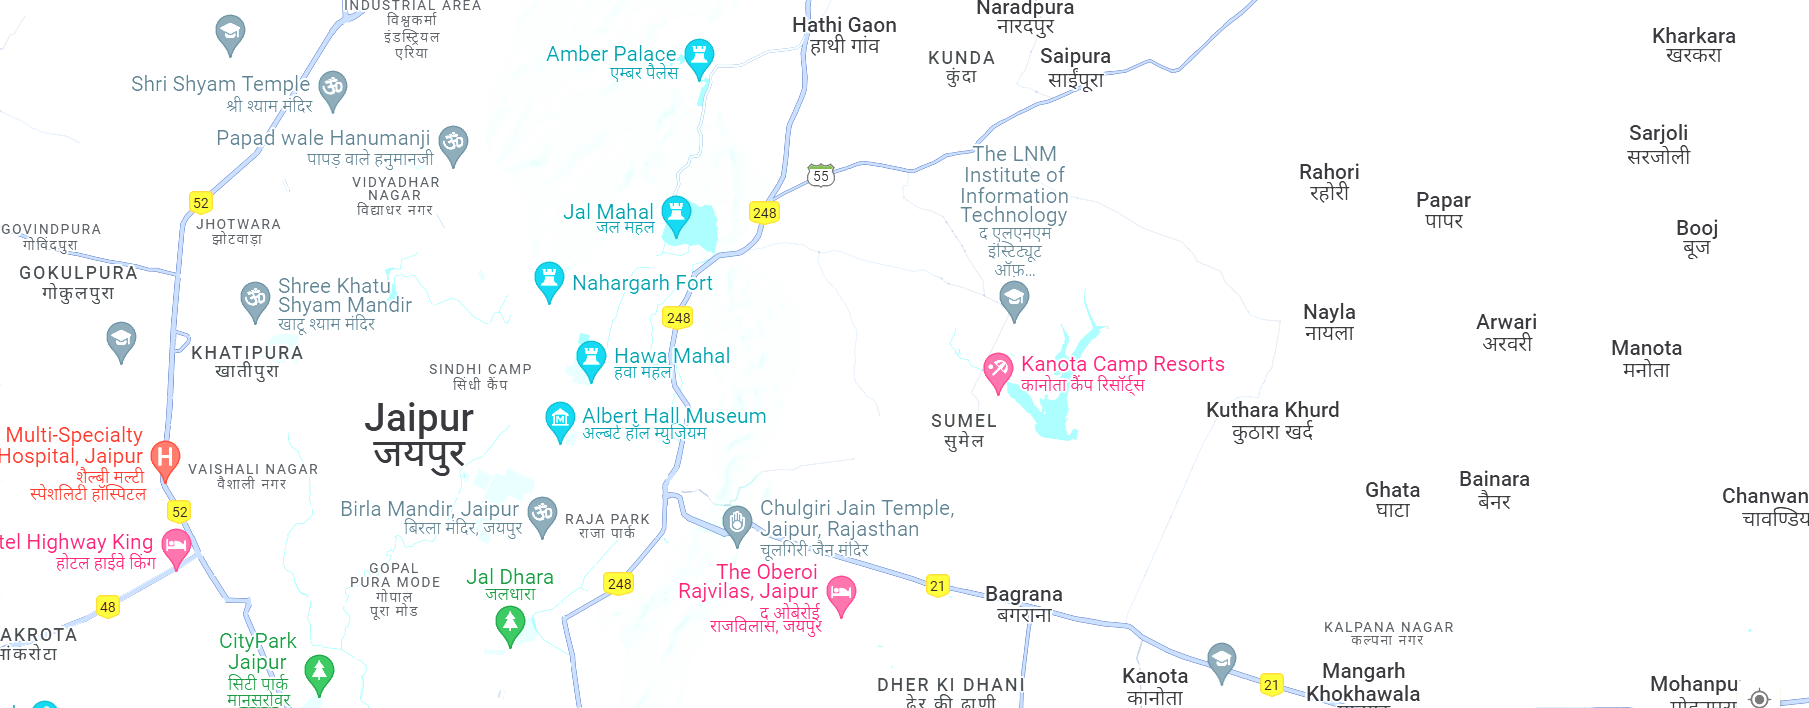 INDUSTRIAL AREA
विश्वकर्मा
इंडस्ट्रियल
एरिया
Hathi Gaon
हाथी गांव
Naradpura
नारदपुर
KUNDA
कुंदा
Saipura
साईंपूरा
Kharkara
खरकरा
Amber Palace
एम्बर पैलेस
Shri Shyam Temple
श्री श्याम मंदिर
Papad wale Hanumanji
पापड़ वाले हनुमानजी
VIDYADHAR
NAGAR
विद्याधर नगर
Sarjoli
सरजोली
The LNM
Institute of
Information
Technology
द एलएनएम
इंस्टिट्यूट
ऑफ़...
55
Rahori
रहोरी
Papar
पापर
Booj
बूज
52
248
Jal Mahal
जल महल
JHOTWARA
झोटवाड़ा
GOVINDPURA
गोविंदपुरा
GOKULPURA
गोकुलपुरा
Shree Khatu
Shyam Mandir
खाटू श्याम मंदिर
Nahargarh Fort
248
Nayla
नायला
Arwari
अरवरी
Manota
मनोता
KHATIPURA
खातीपुरा
SINDHI CAMP
सिंधी कैंप
Hawa Mahal
हवा महल
Kanota Camp Resorts
कानोता कैंप रिसॉर्ट्स
Jaipur
जयपुर
Albert Hall Museum
अल्बर्ट हॉल म्युज़ियम
SUMEL
सुमेल
Kuthara Khurd
कुठारा खर्द
Multi-Specialty
Hospital, Jaipur
शैल्बी मल्टी
स्पेशलिटी हॉस्पिटल
VAISHALI NAGAR
वैशाली नगर
Ghata
घाटा
Bainara
बैनर
Chanwan
चावण्डिय
52
Birla Mandir, Jaipur
बिरला मंदिर, जयपुर
RAJA PARK
राजा पार्क
Chulgiri Jain Temple,
Jaipur, Rajasthan
चूलगिरी जैन मंदिर
tel Highway King
होटल हाईवे किंग
GOPAL
PURA MODE
गोपाल
पूरा मोड
Jal Dhara
जलधारा
248
The Oberoi
Rajvilas, Jaipur
द ओबेरोई
राजविलास, जयपुर
21
Bagrana
बगराना
48
AKROTA
मांकरोटा
CityPark
Jaipur
सिटी पार्क
मानसरोवर
KALPANA NAGAR
कल्पना नगर
DHER KI DHANI
ढेर की ढाणी
Kanota
कानोता
21
Mangarh
Khokhawala
Mohanpu